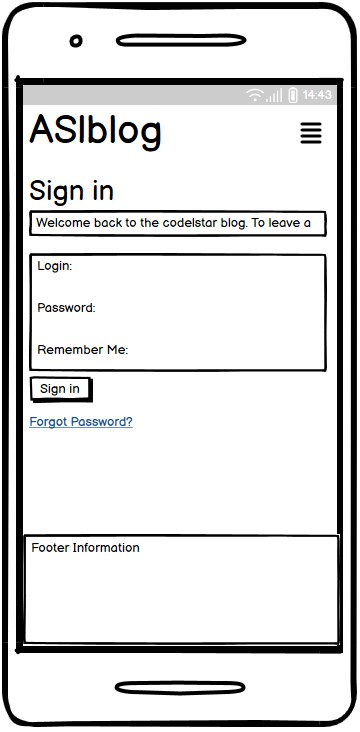 14:43
ASIblog
Sign in
Welcome back to the codelstar blog. To leave a
Login:
Password:
Remember Me:
Sign in
Forgot Password?
Footer Information